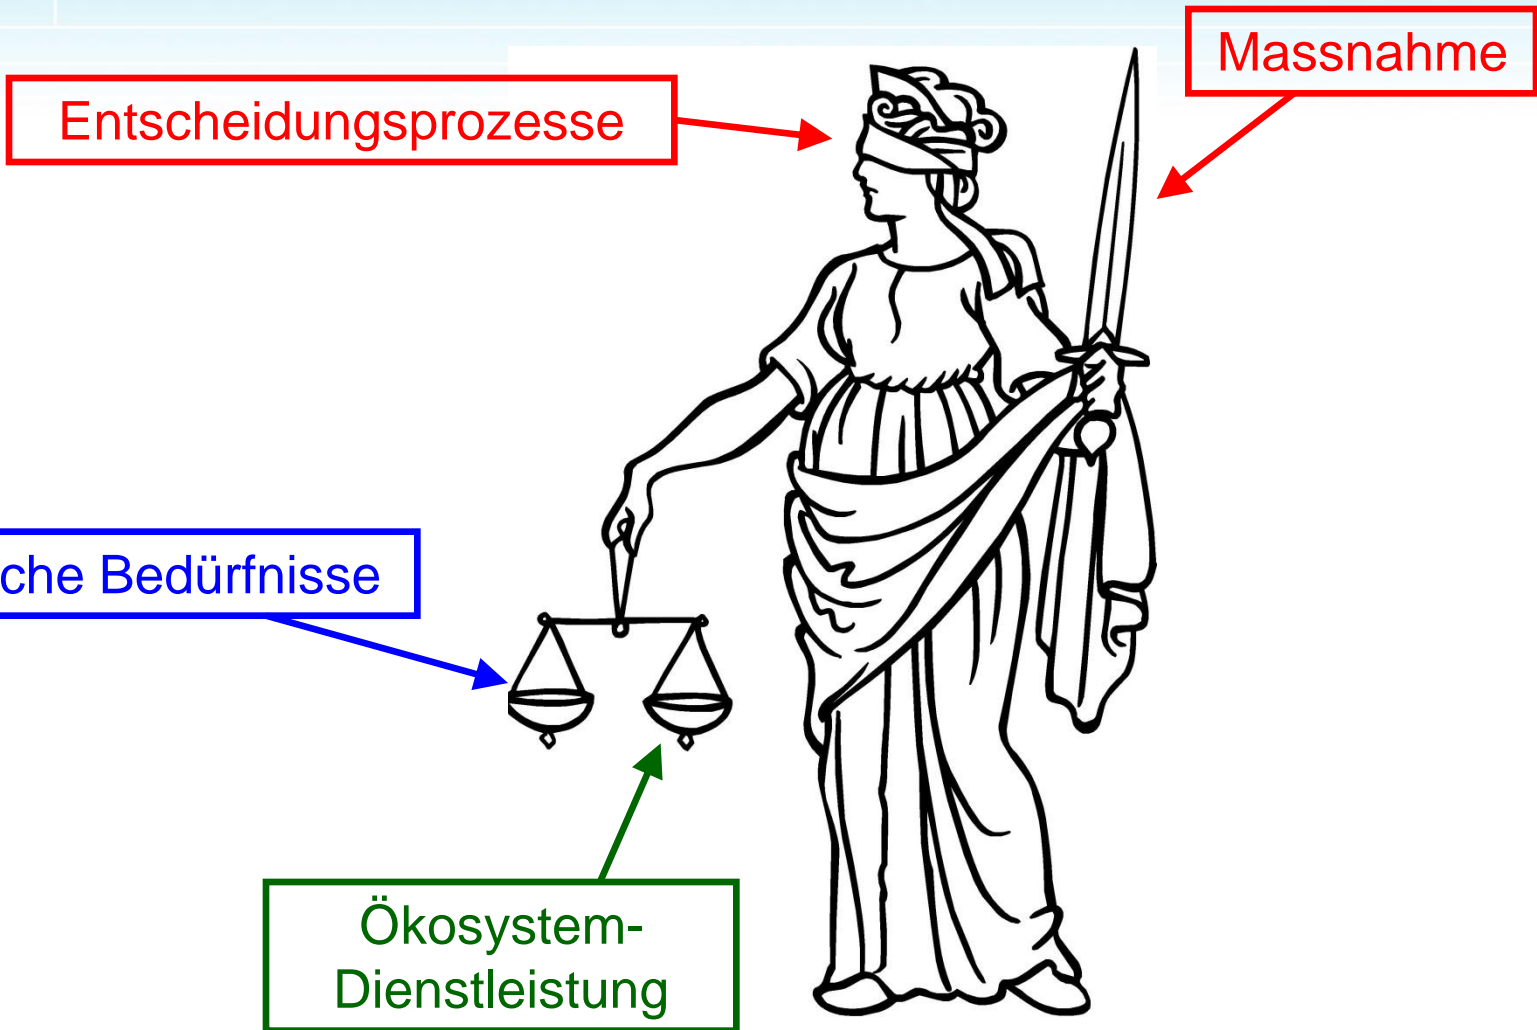 Massnahme
Entscheidungsprozesse
che Bedürfnisse
Ökosystem-
Dienstleistung